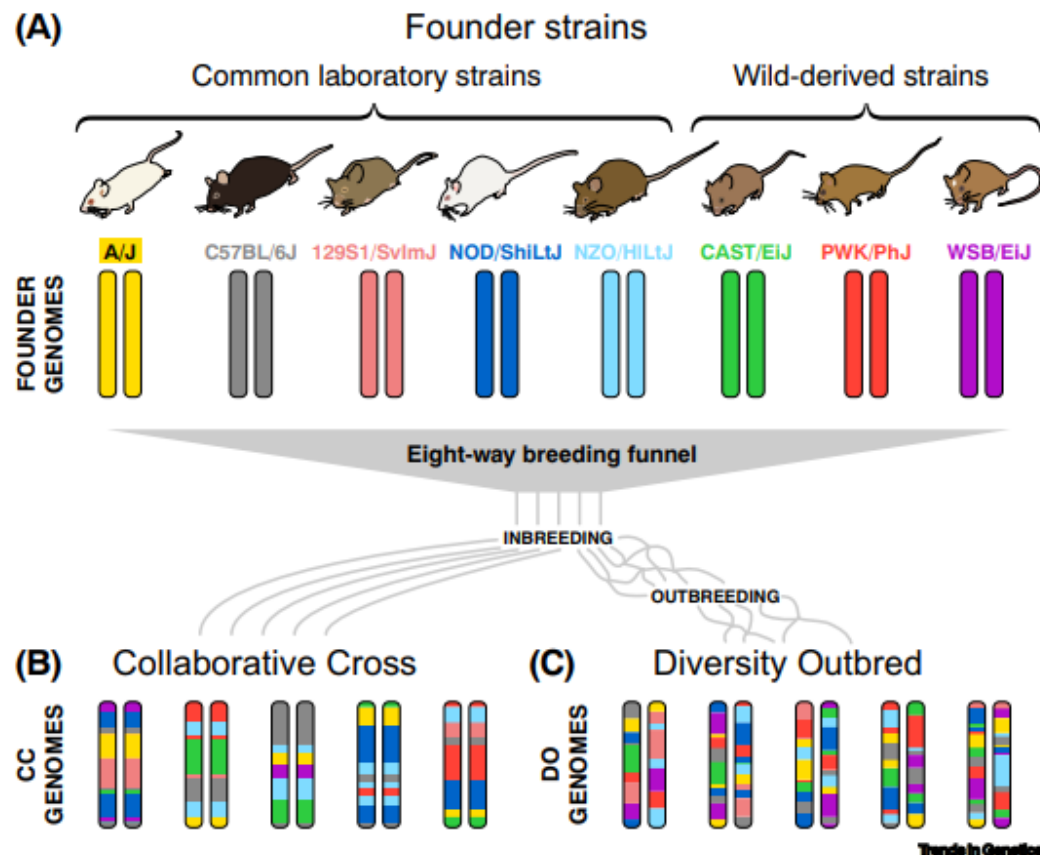 (A) Founder strains
Common laboratory strains Wild-derived strains
A/J C57BL/6J 129S1/SvImJ NOD/ShiLtJ NZO/HILtJ CAST/EiJ PWK/PhJ WSB/EiJ
FOUNDER
GENOMES
Eight-way breeding funnel
INBREEDING
OUTBREEDING
(B) Collaborative Cross
(C) Diversity Outbred
CC
GENOMES
DO
GENOMES
Trends in Genetics